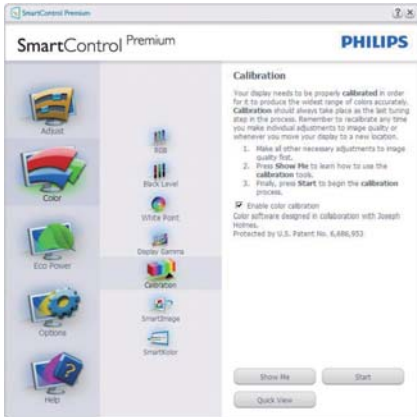 SmartControl Premium
SmartControl Premium
PHILIPS
Adjust
Color
Eco Power
Options
Help
RGB
Black Level
White Point
Display Gamma
Calibration
SmartImage
SmartKolor
Calibration
Your display needs to be properly calibrated in order
for it to produce the widest range of colors accurately.
Calibration should always take place as the last tuning
step in the process. Remember to recalibrate any time
you make individual adjustments to image quality or
whenever you move your display to a new location.
1. Make all other necessary adjustments to image
quality first.
2. Press Show Me to learn how to use the
calibration tools.
3. Finally, press Start to begin the calibration
process.
Enable color calibration
Color software designed in collaboration with Joseph
Holmes.
Protected by U.S. Patent No. 6,686,953
Show Me
Start
Quick View